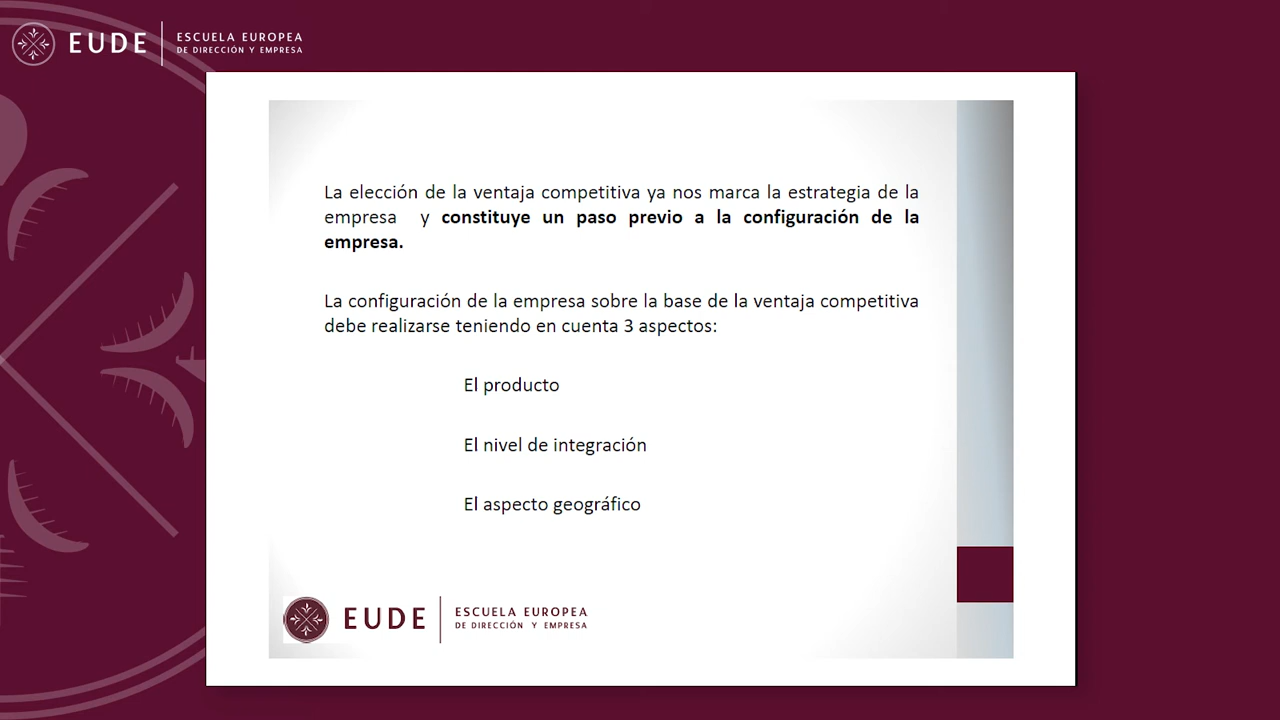 EUDE
ESCUELA EUROPEA
DE DIRECCIÓN Y EMPRESA
La elección de la ventaja competitiva ya nos marca la estrategia de la
empresa y constituye un paso previo a la configuración de la
empresa.
La configuración de la empresa sobre la base de la ventaja competitiva
debe realizarse teniendo en cuenta 3 aspectos:
El producto
El nivel de integración
El aspecto geográfico
EUDE
ESCUELA EUROPEA
DE DIRECCIÓN Y EMPRESA